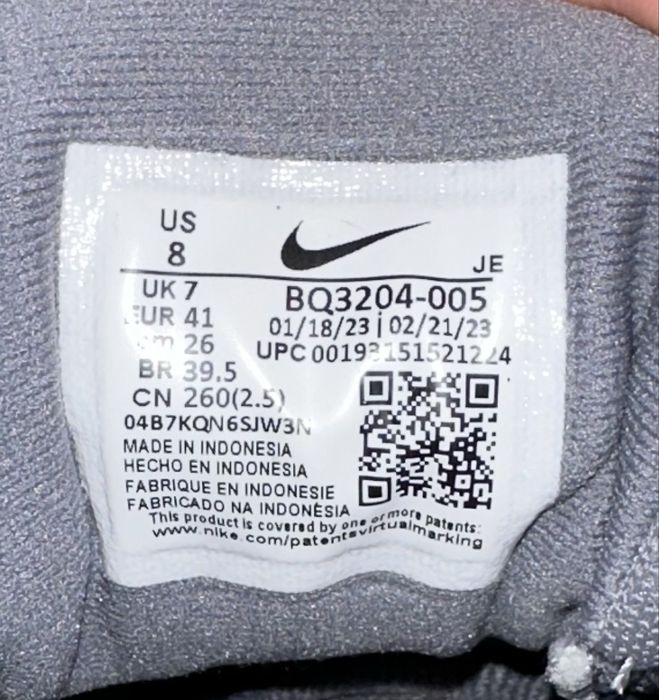 US
8
JE
UK 7
BQ3204-005
EUR 41
01/18/23 | 02/21/23
cm 26
UPC 00193151521224
BR 39.5
CN 260(2.5)
04B7KQN6SJW3N
MADE IN INDONESIA
HECHO EN INDONESIA
FABRIQUE EN INDONESIE
FABRICADO NA INDONÉSIA
This product is covered by one or more patents:
www.nike.com/patentsvirtualmarking